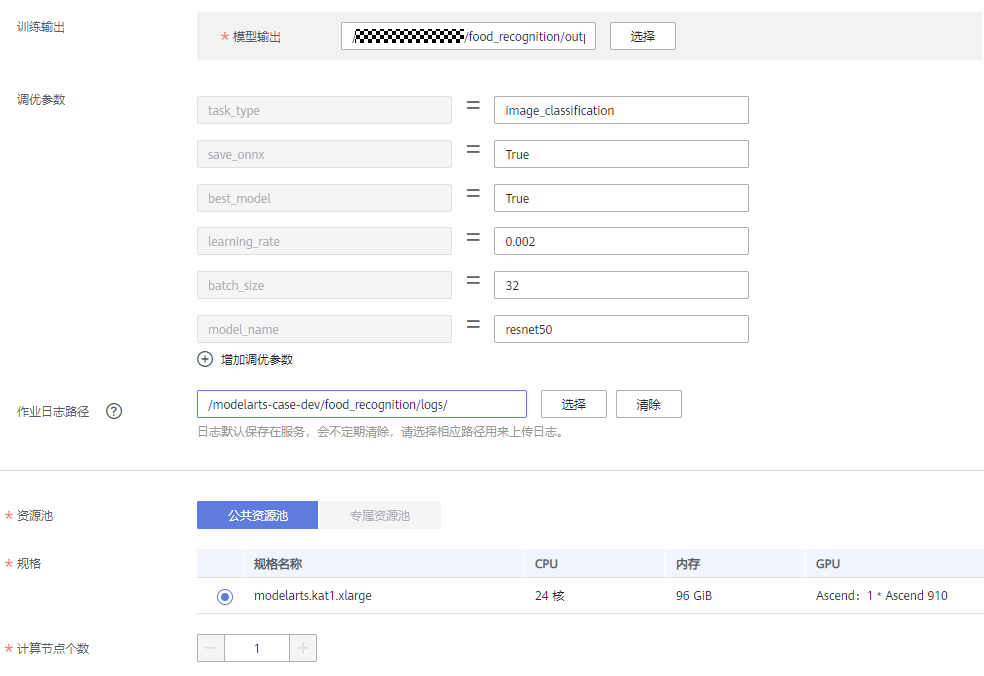 训练输出
* 模型输出 /food_recognition/outp 选择
调优参数
task_type = image_classification
save_onnx = True
best_model = True
learning_rate = 0.002
batch_size = 32
model_name = resnet50
增加调优参数
作业日志路径 ? /modelarts-case-dev/food_recognition/logs/ 选择 清除
日志默认保存在服务，会不定期清除，请选择相应路径用来上传日志。
* 资源池 公共资源池 专属资源池
* 规格 规格名称 CPU 内存 GPU
modelarts.kat1.xlarge 24 核 96 GiB Ascend：1 * Ascend 910
* 计算节点个数 — 1 +